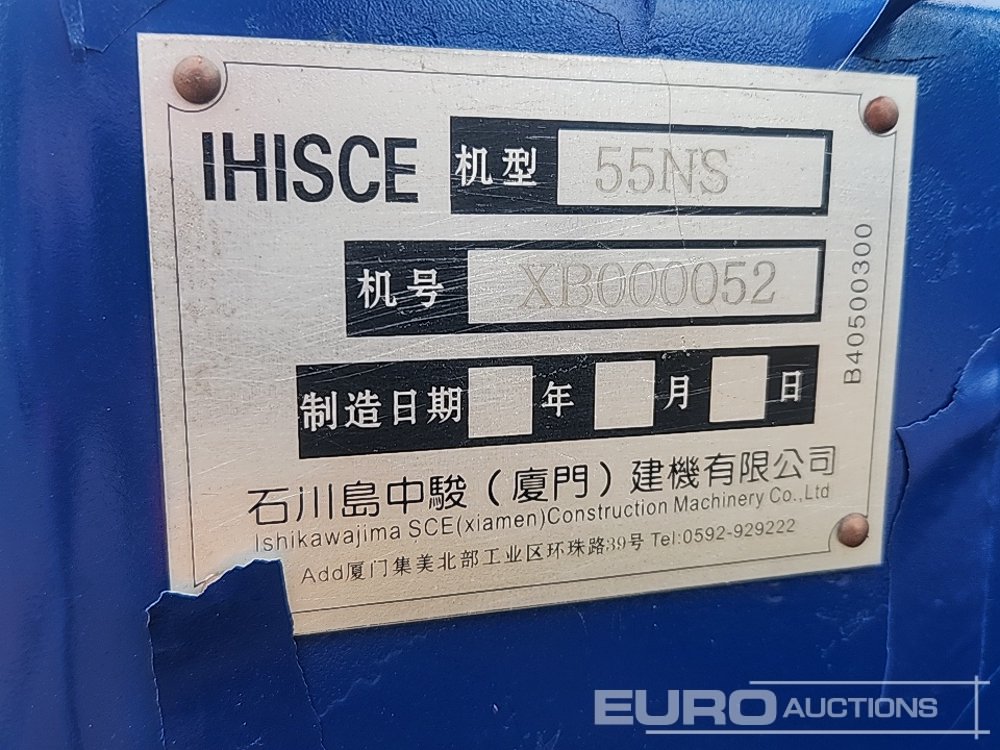 IHISCE 机型 55NS
机号 XB000052
制造日期 年 月 日
B40500300
石川島中駿（廈門）建機有限公司
Ishikawajima SCE(xiamen)Construction Machinery Co.,Ltd
Add厦门集美北部工业区环珠路39号 Tel:0592-929222
EURO AUCTIONS